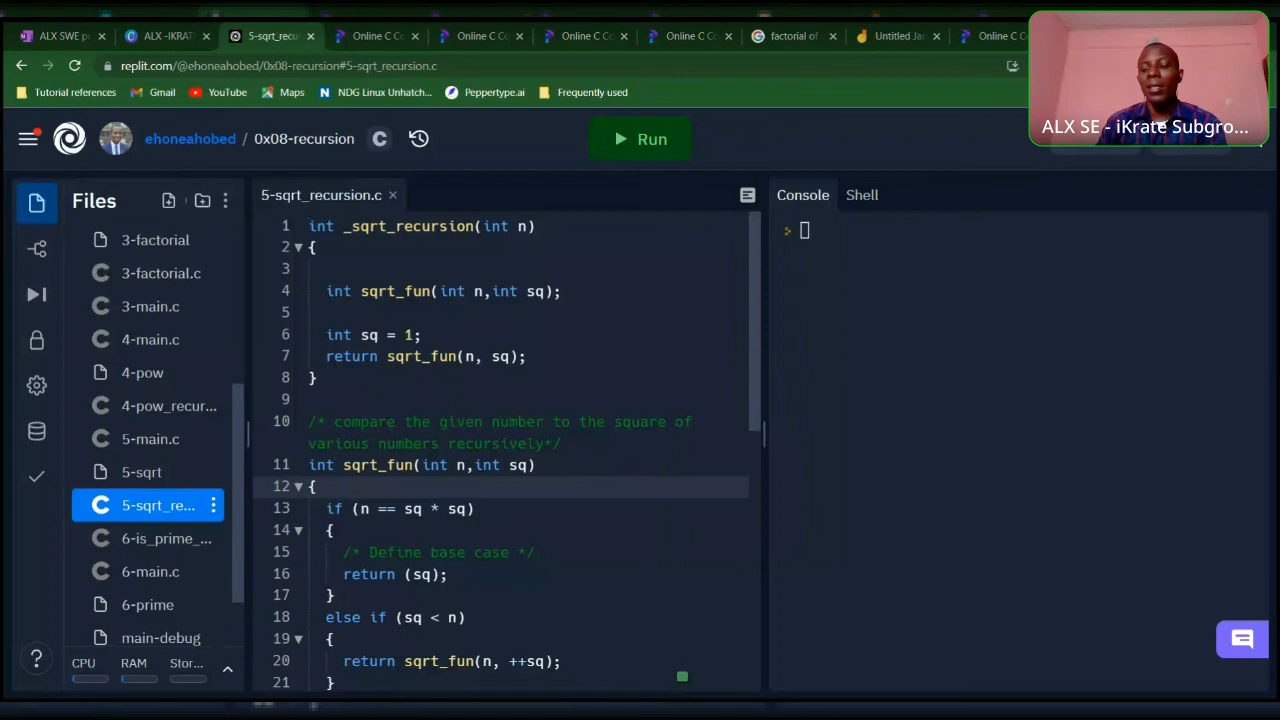 ALX SWE p
ALX -IKRAT
5-sqrt_recu
Online C Co
Online C Co
Online C Co
Online C Co
factorial of
Untitled Jar
Online C Co
replit.com/@ehoneahobed/0x08-recursion#5-sqrt_recursion.c
Tutorial references
Gmail
YouTube
Maps
NDG Linux Unhatch...
Peppertype.ai
Frequently used
ALX SE - iKrate Subgro...
ehoneahobed / 0x08-recursion
C
Run
Files
3-factorial
3-factorial.c
3-main.c
4-main.c
4-pow
4-pow_recur...
5-main.c
5-sqrt
5-sqrt_re...
6-is_prime_...
6-main.c
6-prime
main-debug
CPU RAM Stor...
?
5-sqrt_recursion.c ×
1 int _sqrt_recursion(int n)
2 {
3
4 int sqrt_fun(int n,int sq);
5
6 int sq = 1;
7 return sqrt_fun(n, sq);
8 }
9
10 /* compare the given number to the square of
various numbers recursively*/
11 int sqrt_fun(int n,int sq)
12 {
13 if (n == sq * sq)
14 {
15 /* Define base case */
16 return (sq);
17 }
18 else if (sq < n)
19 {
20 return sqrt_fun(n, ++sq);
21 }
Console Shell
>